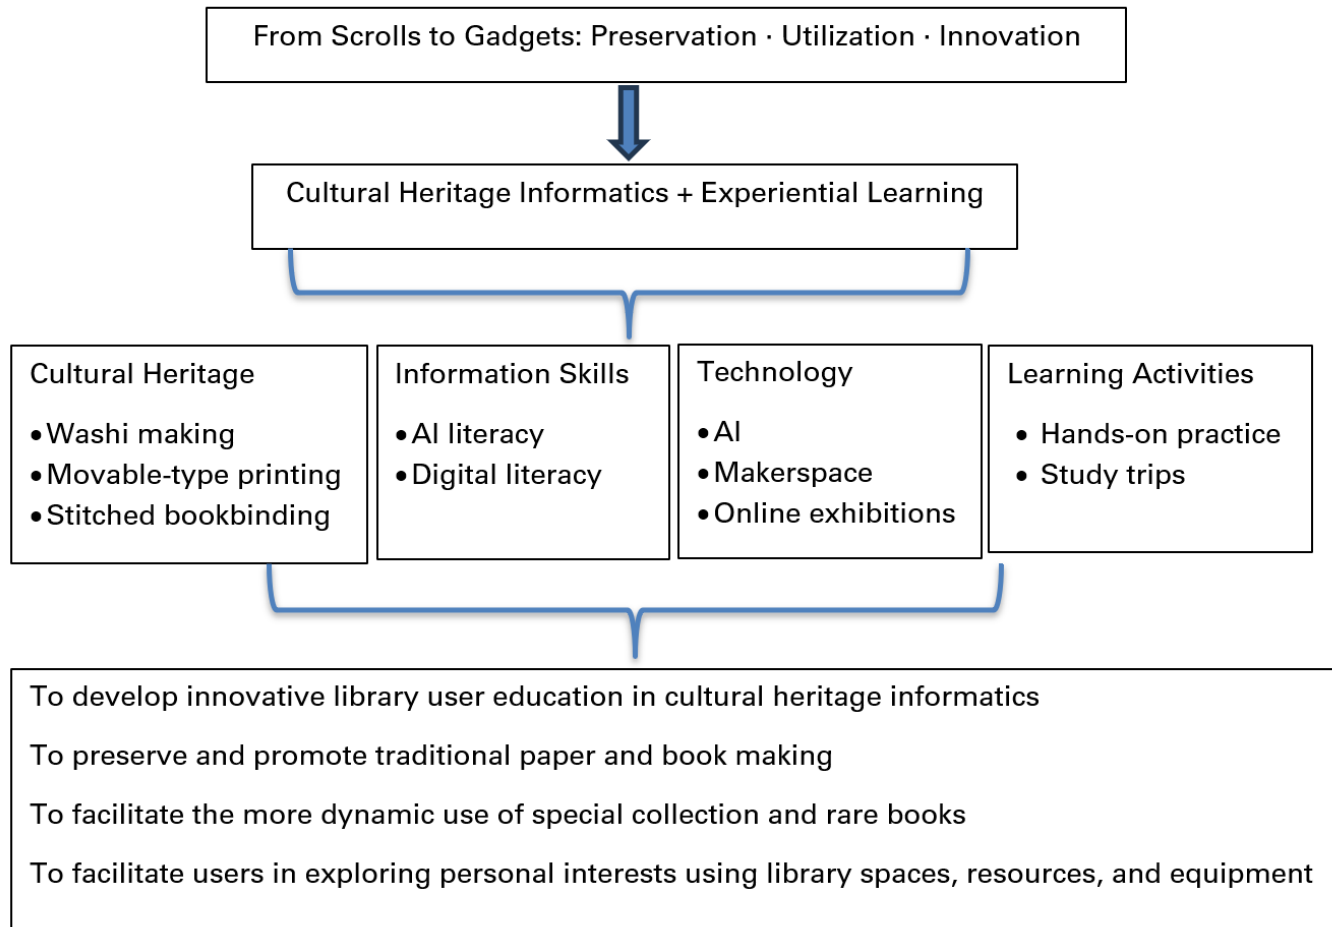 From Scrolls to Gadgets: Preservation · Utilization · Innovation
Cultural Heritage Informatics + Experiential Learning
Cultural Heritage
•Washi making
•Movable-type printing
•Stitched bookbinding
Information Skills
•AI literacy
•Digital literacy
Technology
•AI
•Makerspace
•Online exhibitions
Learning Activities
• Hands-on practice
• Study trips
To develop innovative library user education in cultural heritage informatics
To preserve and promote traditional paper and book making
To facilitate the more dynamic use of special collection and rare books
To facilitate users in exploring personal interests using library spaces, resources, and equipment